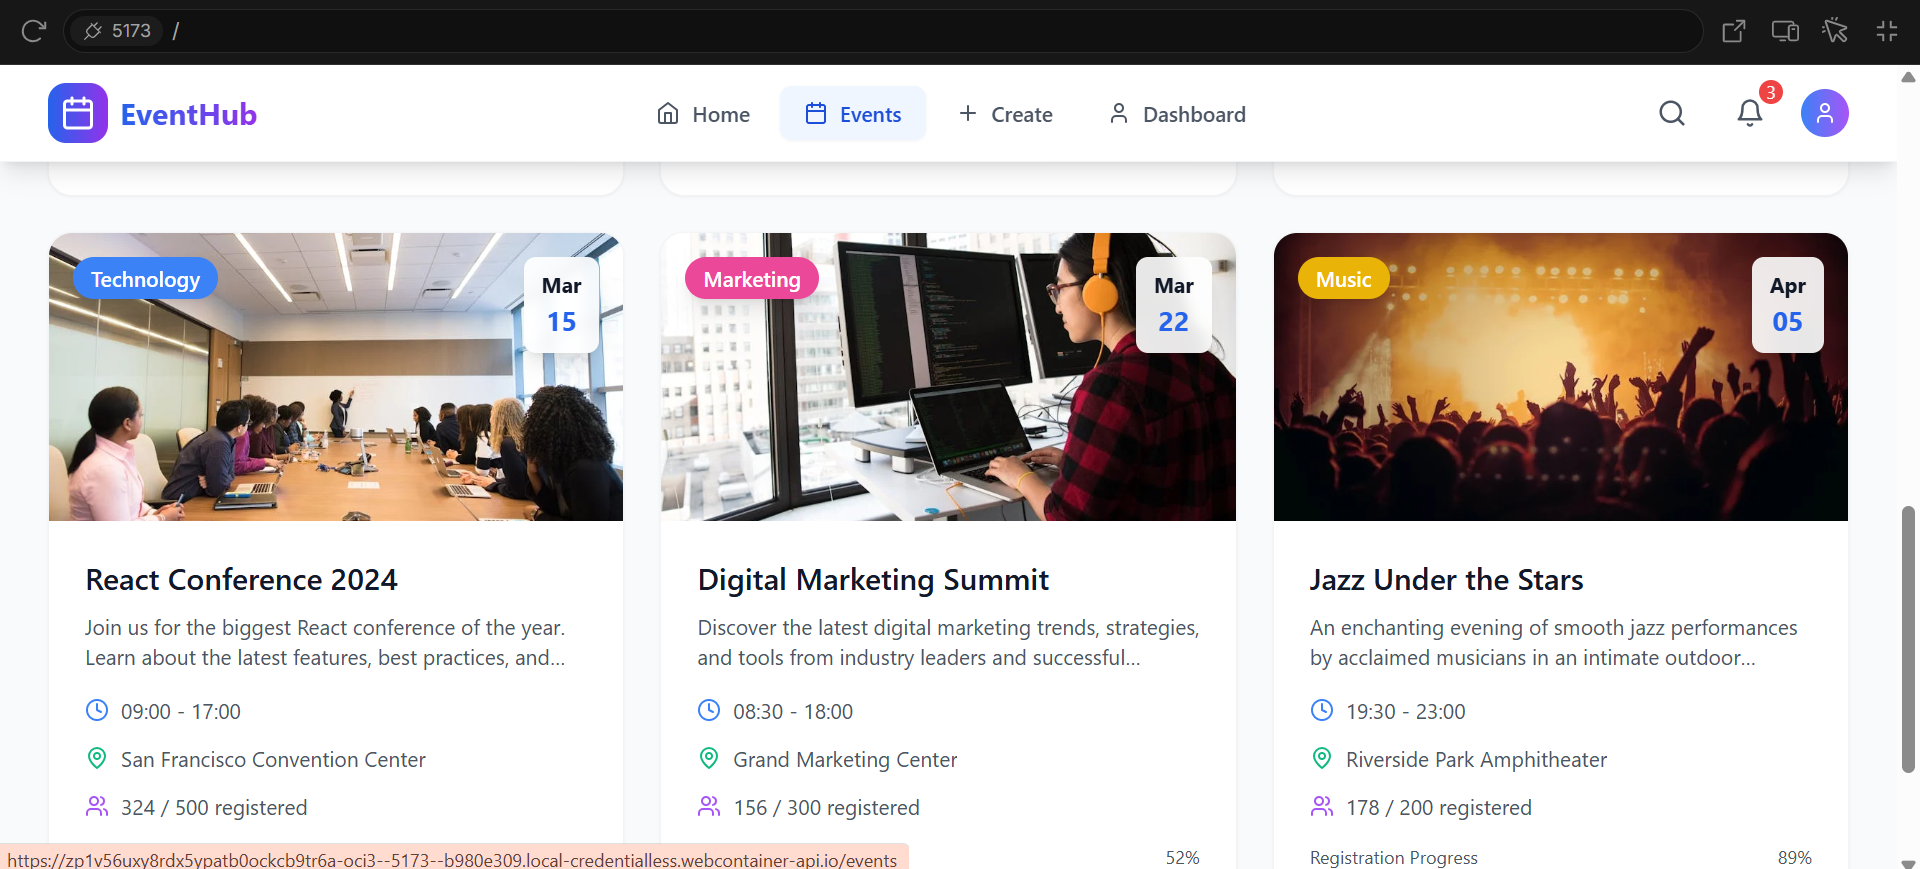 5173 /
EventHub
Home
Events
Create
Dashboard
3
Technology
Mar
15
Marketing
Mar
22
Music
Apr
05
React Conference 2024
Join us for the biggest React conference of the year.
Learn about the latest features, best practices, and...
09:00 - 17:00
San Francisco Convention Center
324 / 500 registered
Digital Marketing Summit
Discover the latest digital marketing trends, strategies,
and tools from industry leaders and successful...
08:30 - 18:00
Grand Marketing Center
156 / 300 registered
52%
Jazz Under the Stars
An enchanting evening of smooth jazz performances
by acclaimed musicians in an intimate outdoor...
19:30 - 23:00
Riverside Park Amphitheater
178 / 200 registered
Registration Progress
89%
https://zp1v56uxy8rdx5ypatb0ockcb9tr6a-oci3--5173--b980e309.local-credentialless.webcontainer-api.io/events